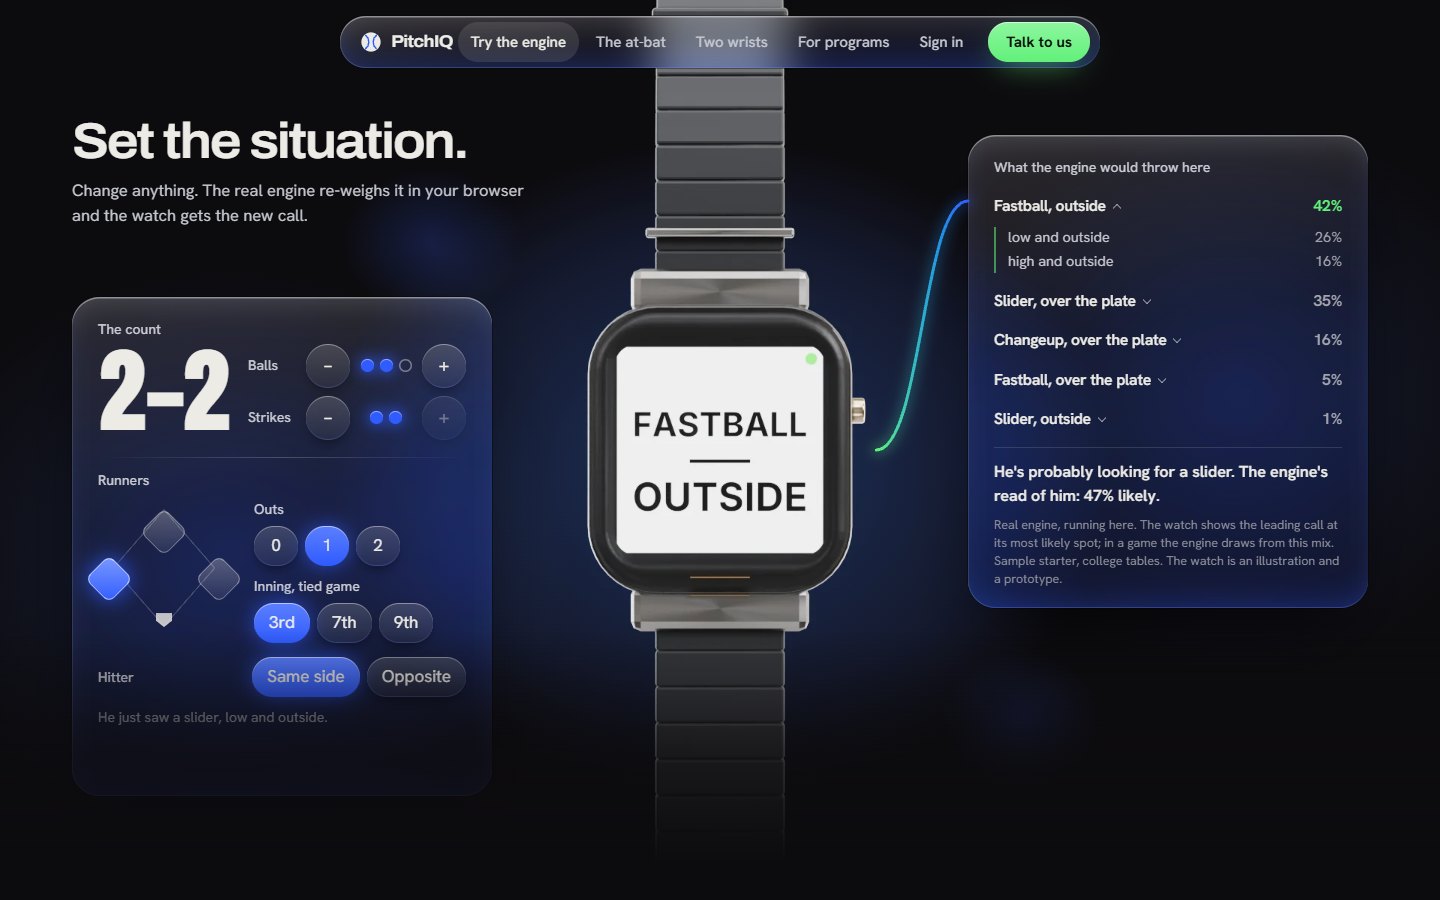 PitchIQ Try the engine The at-bat Two wrists For programs Sign in Talk to us
Set the situation.
Change anything. The real engine re-weighs it in your browser
and the watch gets the new call.
The count
2-2
Balls - +
Strikes - +
Runners
Outs
0 1 2
Inning, tied game
3rd 7th 9th
Hitter Same side Opposite
He just saw a slider, low and outside.
FASTBALL
OUTSIDE
What the engine would throw here
Fastball, outside 42%
low and outside 26%
high and outside 16%
Slider, over the plate 35%
Changeup, over the plate 16%
Fastball, over the plate 5%
Slider, outside 1%
He's probably looking for a slider. The engine's
read of him: 47% likely.
Real engine, running here. The watch shows the leading call at
its most likely spot; in a game the engine draws from this mix.
Sample starter, college tables. The watch is an illustration and
a prototype.